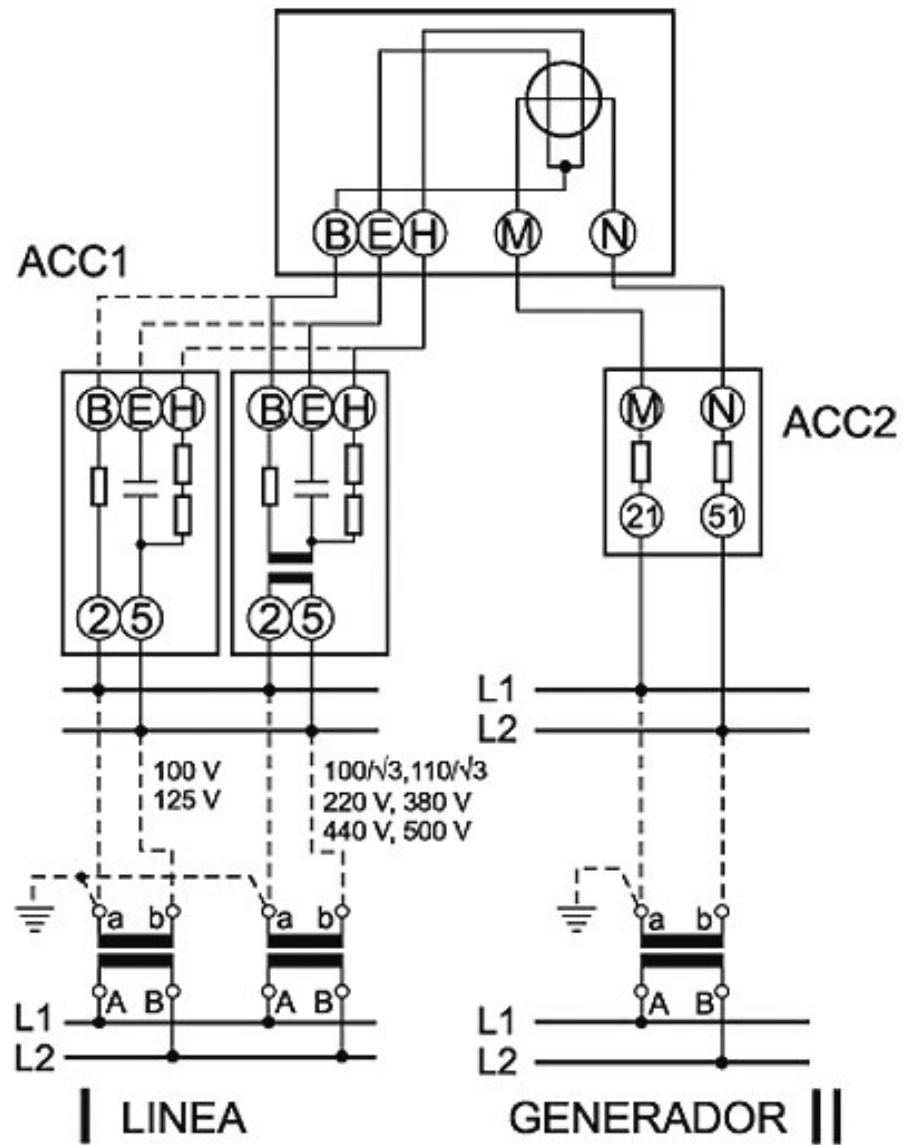 B E H M N
ACC1
B E H B E H M N
ACC2
21 51
2 5 2 5
L1
L2
100 V 100/√3, 110/√3
125 V 220 V, 380 V
440 V, 500 V
a b a b a b
A B A B A B
L1 L1
L2 L2
I LINEA GENERADOR II